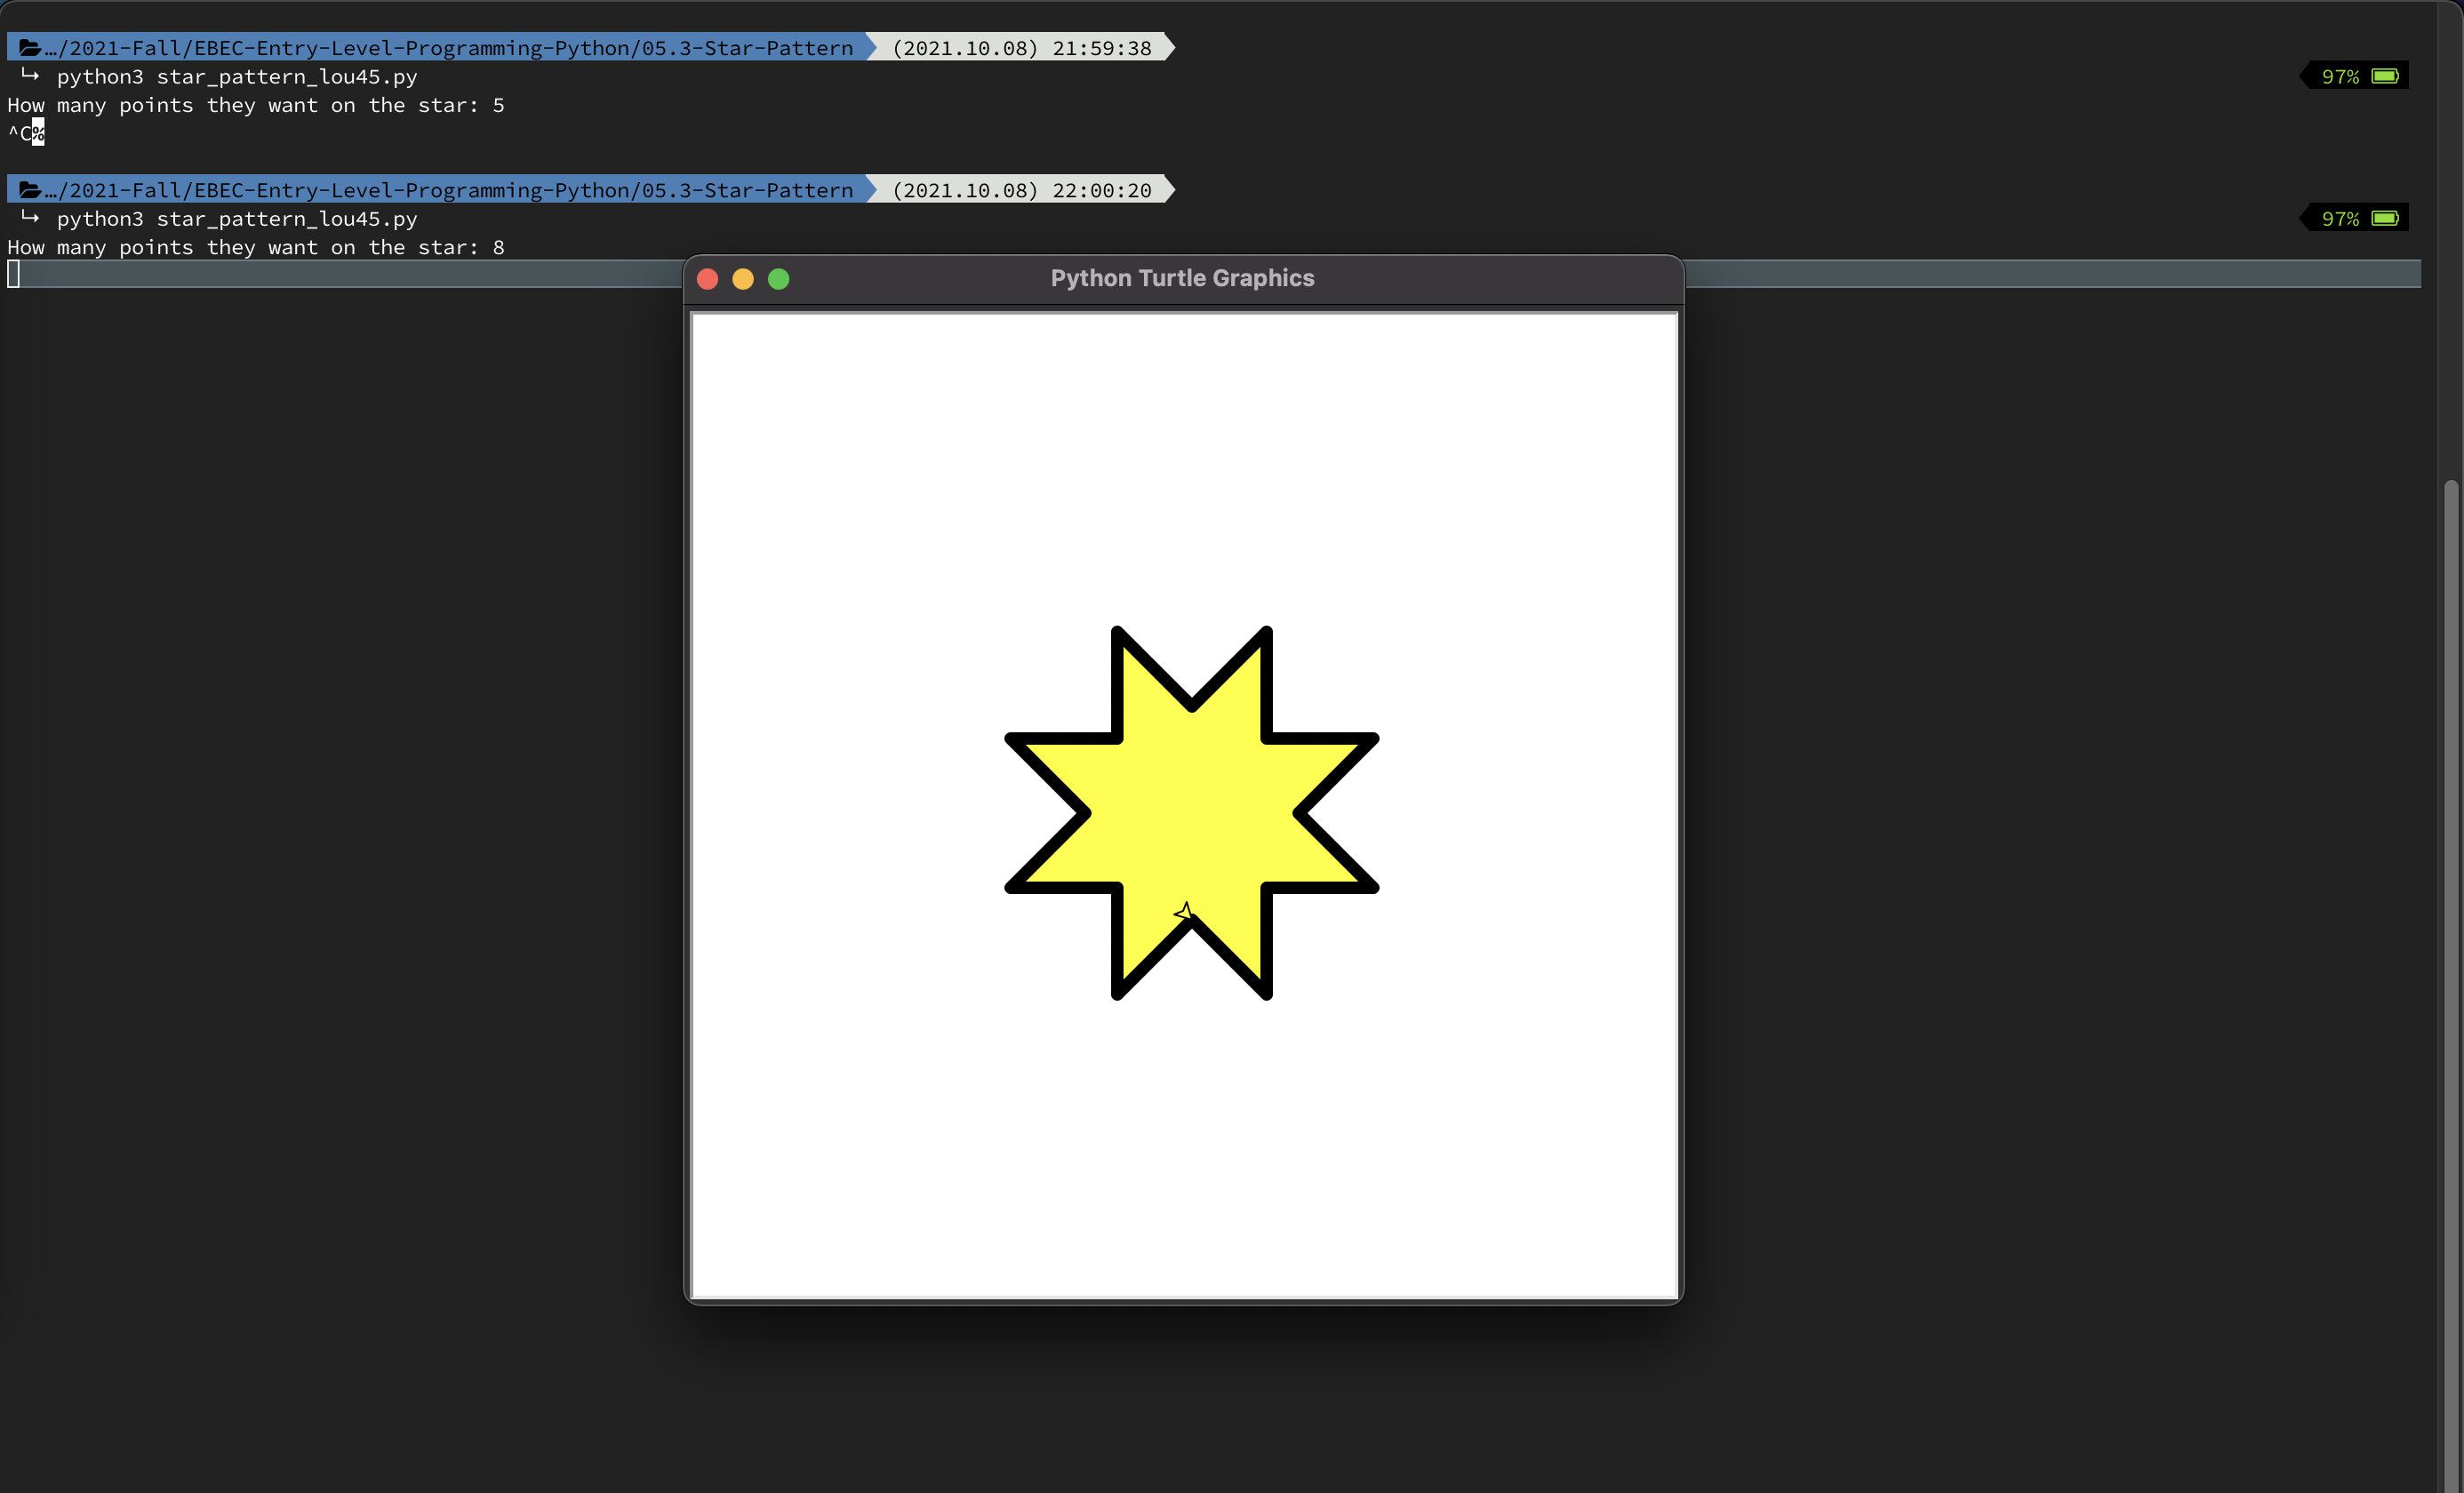 …/2021-Fall/EBEC-Entry-Level-Programming-Python/05.3-Star-Pattern (2021.10.08) 21:59:38
python3 star_pattern_lou45.py 97%
How many points they want on the star: 5
^C%
…/2021-Fall/EBEC-Entry-Level-Programming-Python/05.3-Star-Pattern (2021.10.08) 22:00:20
python3 star_pattern_lou45.py 97%
How many points they want on the star: 8
Python Turtle Graphics